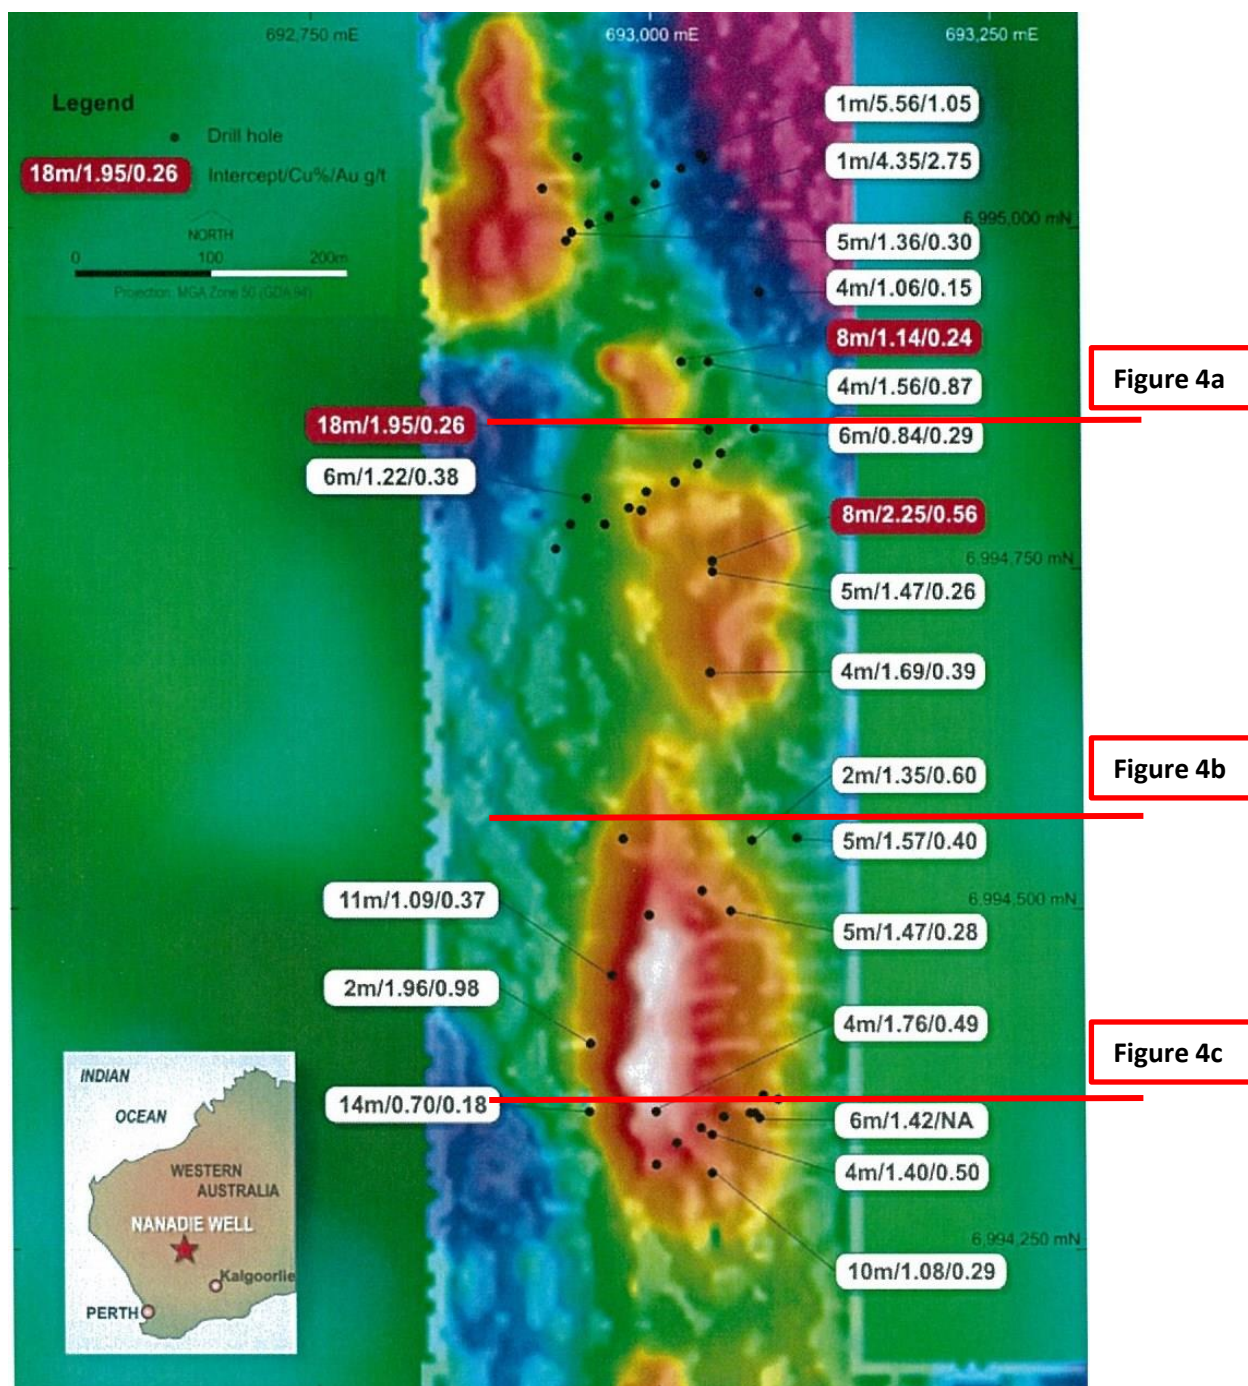 692,750 mE
693,000 mE
693,250 mE
Legend
Drill hole
18m/1.95/0.26
Intercept/Cu%/Au g/t
NORTH
0 100 200m
Projection: MGA Zone 50 (GDA 94)
1m/5.56/1.05
1m/4.35/2.75
6,995,000 mN
5m/1.36/0.30
4m/1.06/0.15
8m/1.14/0.24
4m/1.56/0.87
Figure 4a
18m/1.95/0.26
6m/0.84/0.29
6m/1.22/0.38
8m/2.25/0.56
6,994,750 mN
5m/1.47/0.26
4m/1.69/0.39
Figure 4b
2m/1.35/0.60
5m/1.57/0.40
11m/1.09/0.37
6,994,500 mN
5m/1.47/0.28
2m/1.96/0.98
4m/1.76/0.49
Figure 4c
14m/0.70/0.18
6m/1.42/NA
4m/1.40/0.50
6,994,250 mN
10m/1.08/0.29
INDIAN
OCEAN
WESTERN
AUSTRALIA
NANADIE WELL
Kalgoorlie
PERTH